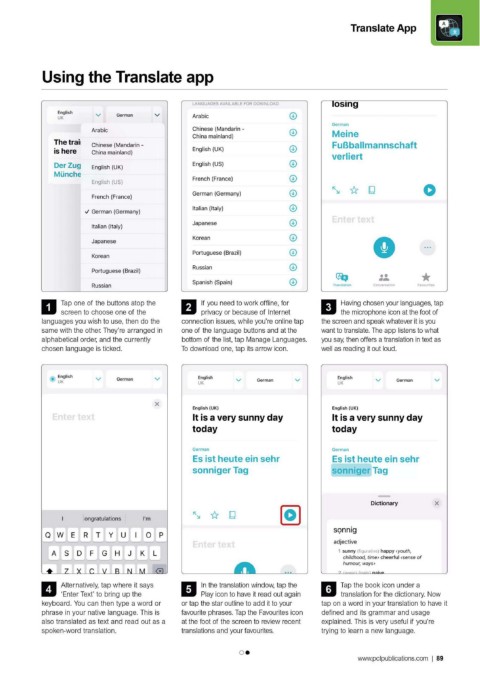 Translate App
Using the Translate app
English
UK
German
Arabic
The trai
is here
Chinese (Mandarin -
China mainland)
Der Zug
Münche
English (UK)
English (US)
French (France)
✓ German (Germany)
Italian (Italy)
Japanese
Korean
Portuguese (Brazil)
Russian
LANGUAGES AVAILABLE FOR DOWNLOAD
Arabic
Chinese (Mandarin -
China mainland)
English (UK)
English (US)
French (France)
German (Germany)
Italian (Italy)
Japanese
Korean
Portuguese (Brazil)
Russian
Spanish (Spain)
losing
German
Meine
Fußballmannschaft
verliert
Enter text
Translation
Conversation
Favourites
1 Tap one of the buttons atop the
screen to choose one of the
languages you wish to use, then do the
same with the other. They're arranged in
alphabetical order, and the currently
chosen language is ticked.
2 If you need to work offline, for
privacy or because of Internet
connection issues, while you're online tap
one of the language buttons and at the
bottom of the list, tap Manage Languages.
To download one, tap its arrow icon.
3 Having chosen your languages, tap
the microphone icon at the foot of
the screen and speak whatever it is you
want to translate. The app listens to what
you say, then offers a translation in text as
well as reading it out loud.
English
UK
German
Enter text
I
ongratulations
I'm
Q W E R T Y U I O P
A S D F G H J K L
Z X C V B N M
English
UK
German
English (UK)
It is a very sunny day
today
German
Es ist heute ein sehr
sonniger Tag
Enter text
English
UK
German
English (UK)
It is a very sunny day
today
German
Es ist heute ein sehr
sonniger Tag
Dictionary
sonnig
adjective
1 sunny (figurative) happy ‹youth,
childhood, time› cheerful ‹sense of
humour, ways›
4 Alternatively, tap where it says
'Enter Text' to bring up the
keyboard. You can then type a word or
phrase in your native language. This is
also translated as text and read out as a
spoken-word translation.
5 In the translation window, tap the
Play icon to have it read out again
or tap the star outline to add it to your
favourite phrases. Tap the Favourites icon
at the foot of the screen to review recent
translations and your favourites.
6 Tap the book icon under a
translation for the dictionary. Now
tap on a word in your translation to have it
defined and its grammar and usage
explained. This is very useful if you're
trying to learn a new language.
www.pclpublications.com | 89